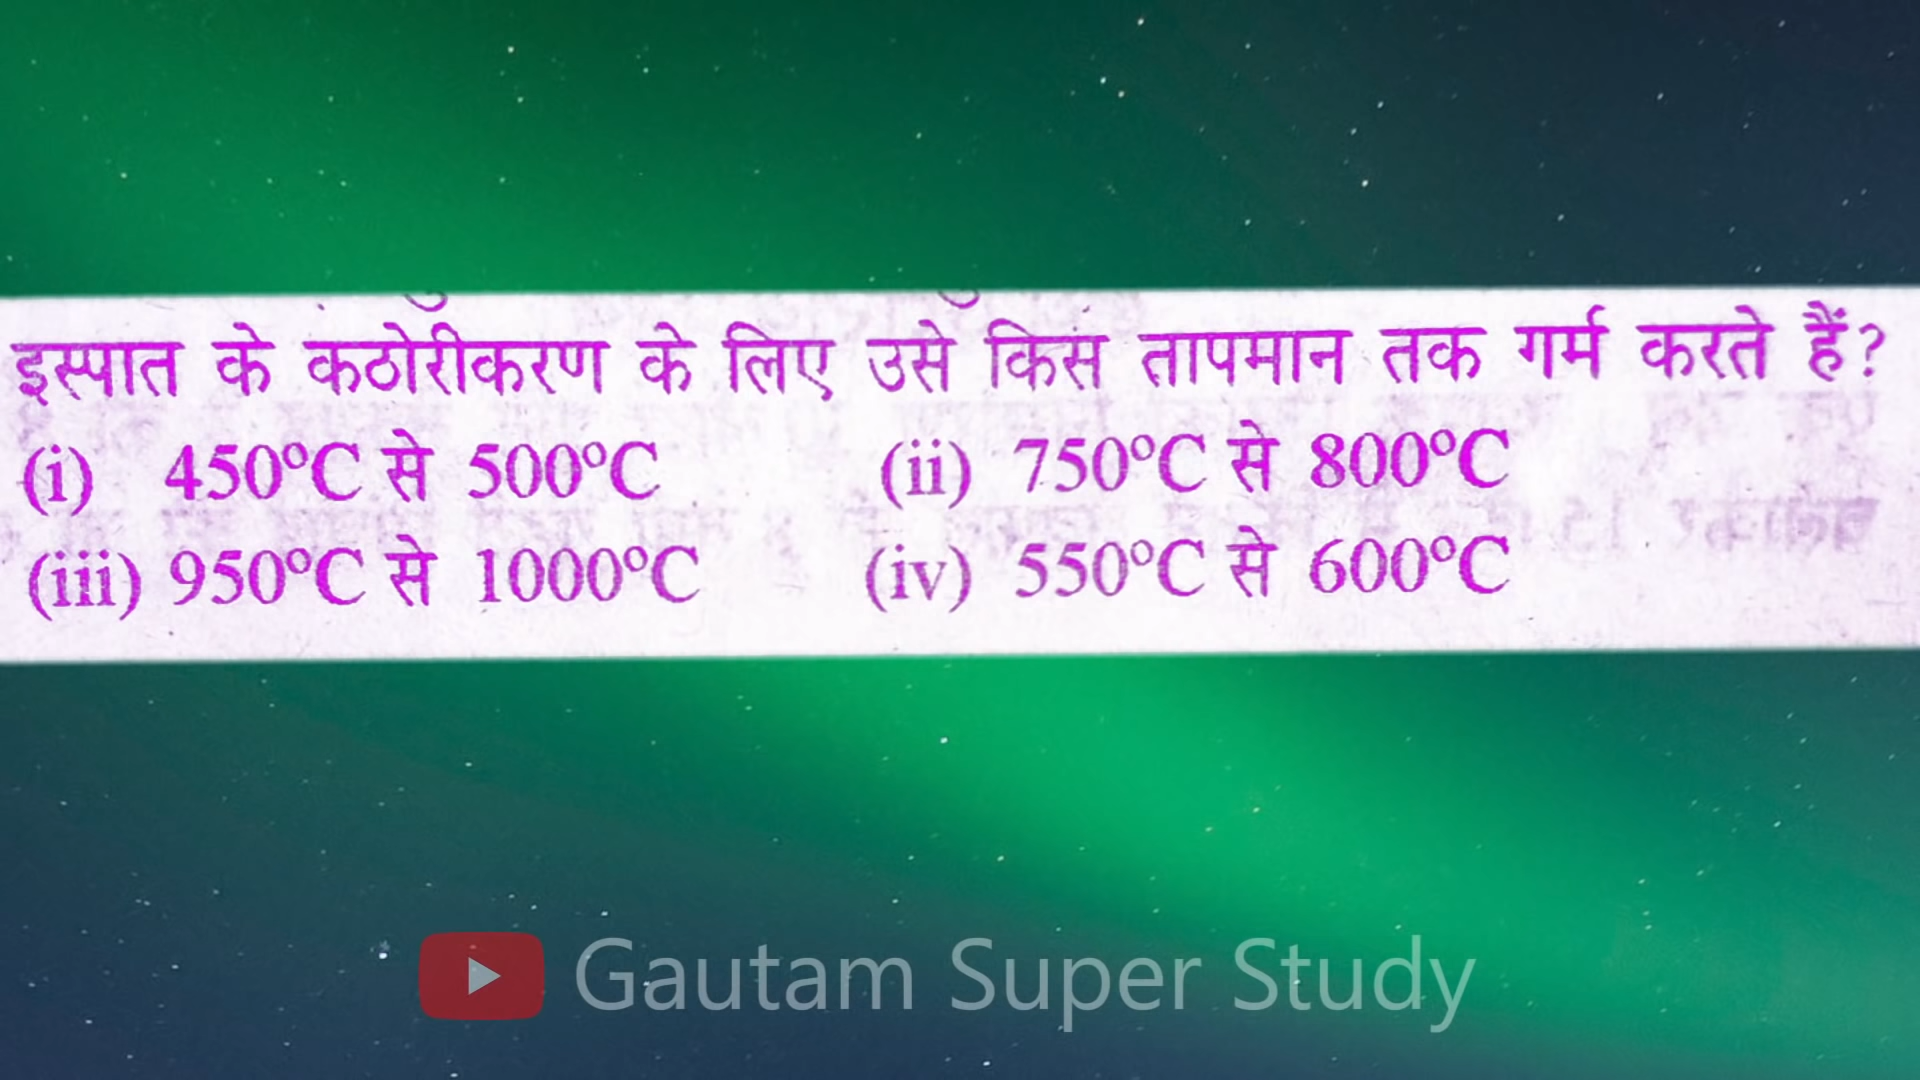 इस्पात के कठोरीकरण के लिए उसे किस तापमान तक गर्म करते हैं?
(i) 450°C से 500°C (ii) 750°C से 800°C
(iii) 950°C से 1000°C (iv) 550°C से 600°C
Gautam Super Study